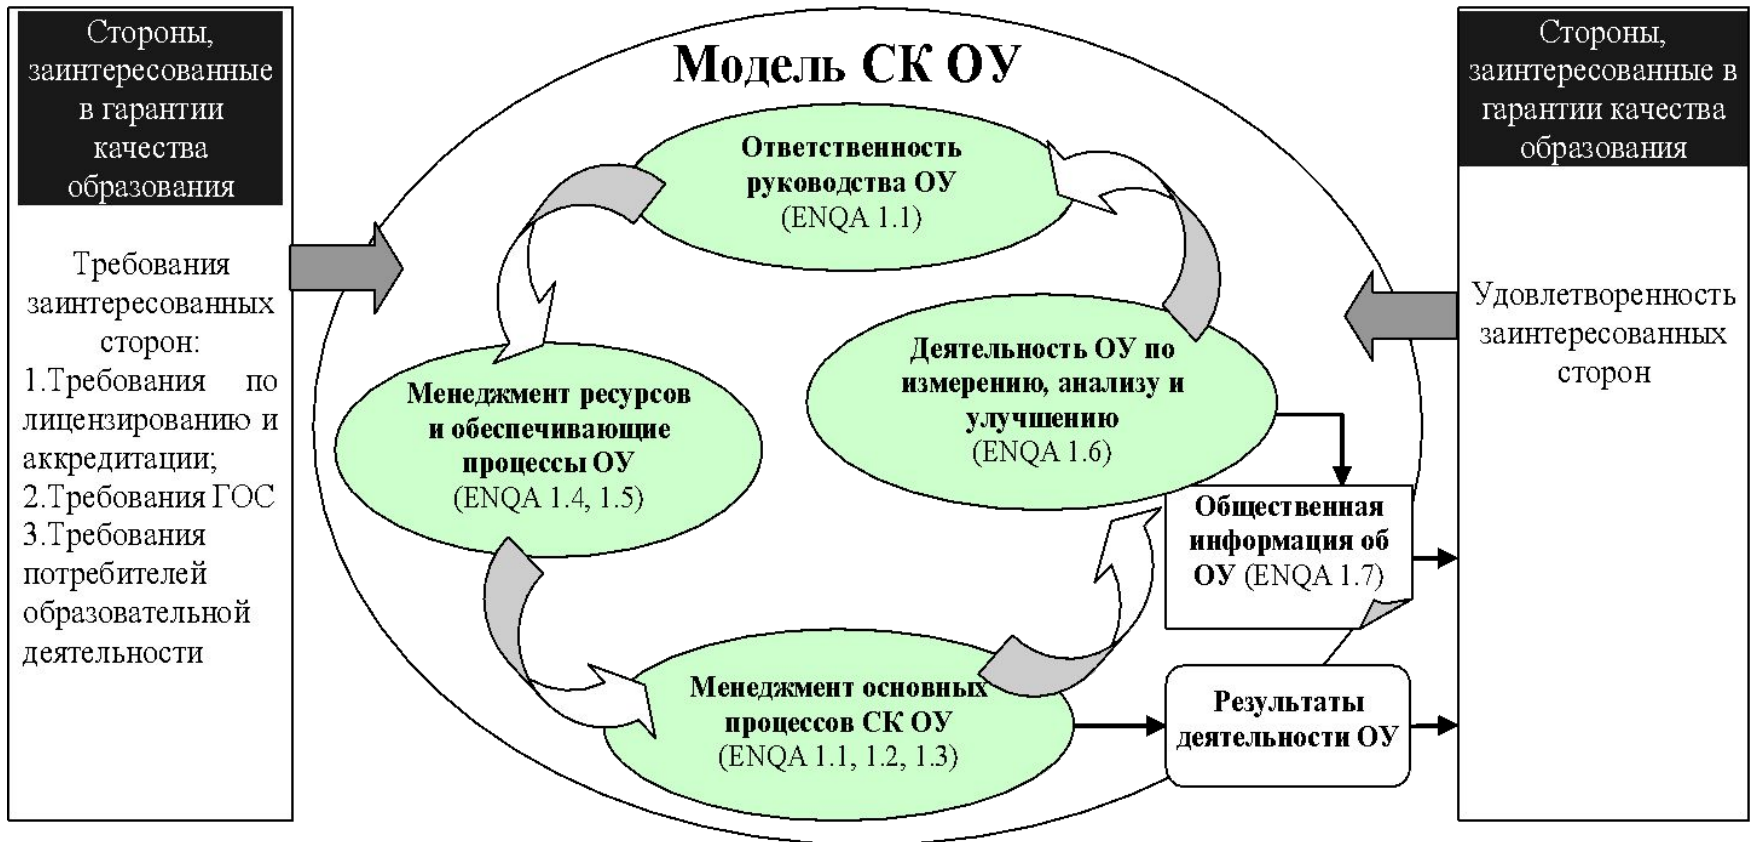 Стороны,
заинтересованные
в гарантии
качества
образования
Требования
заинтересованных
сторон:
1.Требования по
лицензированию и
аккредитации;
2.Требования ГОС
3.Требования
потребителей
образовательной
деятельности
Модель СК ОУ
Ответственность
руководства ОУ
(ENQA 1.1)
Менеджмент ресурсов
и обеспечивающие
процессы ОУ
(ENQA 1.4, 1.5)
Деятельность ОУ по
измерению, анализу и
улучшению
(ENQA 1.6)
Менеджмент основных
процессов СК ОУ
(ENQA 1.1, 1.2, 1.3)
Общественная
информация об
ОУ (ENQA 1.7)
Результаты
деятельности ОУ
Стороны,
заинтересованные в
гарантии качества
образования
Удовлетворенность
заинтересованных
сторон